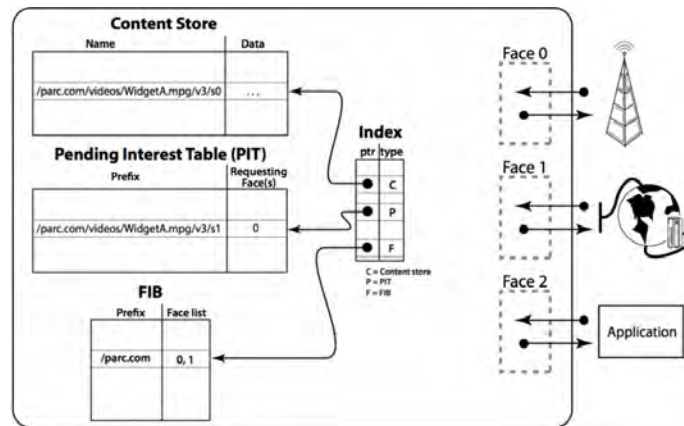 Content Store
Name Data
/parc.com/videos/WidgetA.mpg/v3/s0 ...
Pending Interest Table (PIT)
Prefix Requesting
Face(s)
/parc.com/videos/WidgetA.mpg/v3/s1 0
FIB
Prefix Face list
/parc.com 0, 1
Index
ptr type
C
P
F
C = Content store
P = PIT
F = FIB
Face 0
Face 1
Face 2
Application